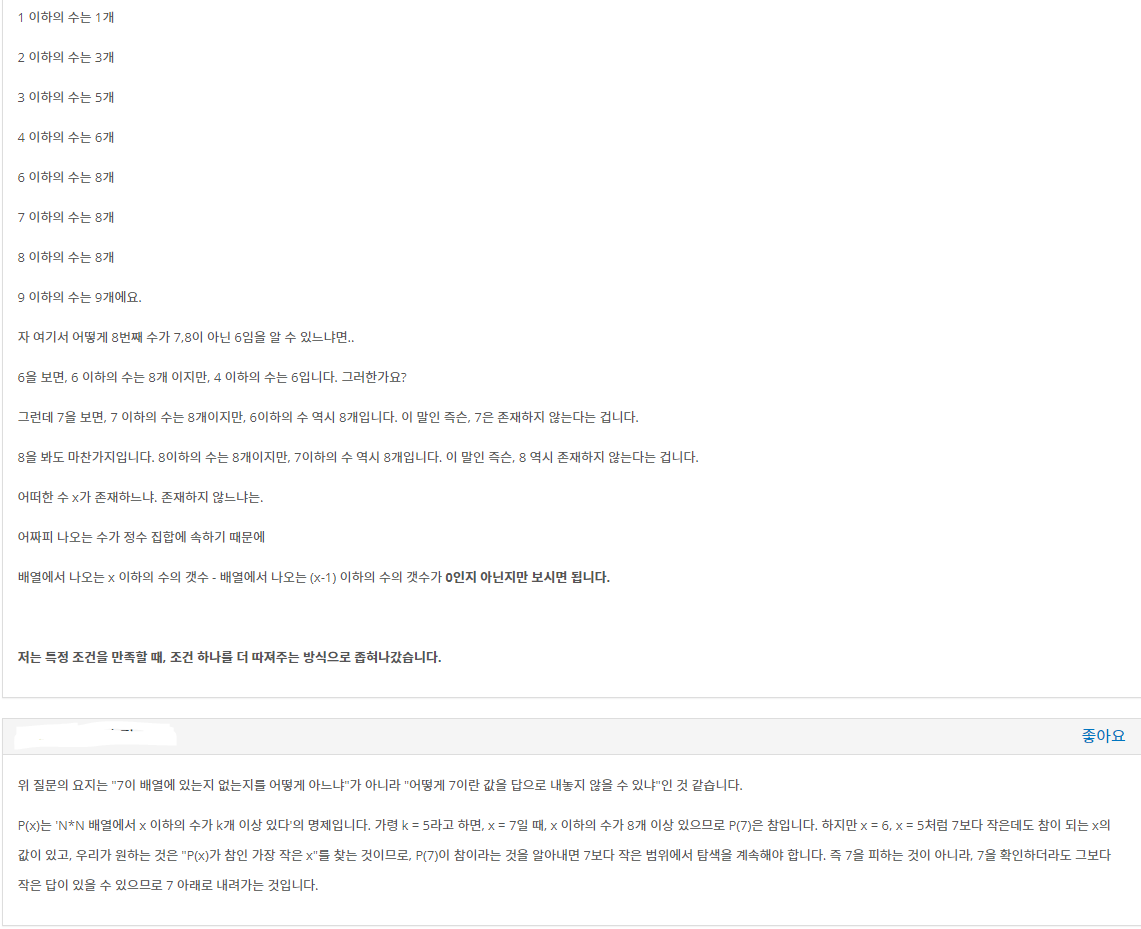 1 이하의 수는 1개
2 이하의 수는 3개
3 이하의 수는 5개
4 이하의 수는 6개
6 이하의 수는 8개
7 이하의 수는 8개
8 이하의 수는 8개
9 이하의 수는 9개에요.
자 여기서 어떻게 8번째 수가 7,8이 아닌 6임을 알 수 있느냐면..
6을 보면, 6 이하의 수는 8개 이지만, 4 이하의 수는 6입니다. 그러한가요?
그런데 7을 보면, 7 이하의 수는 8개이지만, 6이하의 수 역시 8개입니다. 이 말인 즉슨, 7은 존재하지 않는다는 겁니다.
8을 봐도 마찬가지입니다. 8이하의 수는 8개이지만, 7이하의 수 역시 8개입니다. 이 말인 즉슨, 8 역시 존재하지 않는다는 겁니다.
어떠한 수 x가 존재하느냐. 존재하지 않느냐는.
어짜피 나오는 수가 정수 집합에 속하기 때문에
배열에서 나오는 x 이하의 수의 갯수 - 배열에서 나오는 (x-1) 이하의 수의 갯수가 0인지 아닌지만 보시면 됩니다.
저는 특정 조건을 만족할 때, 조건 하나를 더 따져주는 방식으로 좁혀나갔습니다.
좋아요
위 질문의 요지는 "7이 배열에 있는지 없는지를 어떻게 아느냐"가 아니라 "어떻게 7이란 값을 답으로 내놓지 않을 수 있냐"인 것 같습니다.
P(x)는 'N*N 배열에서 x 이하의 수가 k개 이상 있다'의 명제입니다. 가령 k = 5라고 하면, x = 7일 때, x 이하의 수가 8개 이상 있으므로 P(7)은 참입니다. 하지만 x = 6, x = 5처럼 7보다 작은데도 참이 되는 x의
값이 있고, 우리가 원하는 것은 "P(x)가 참인 가장 작은 x"를 찾는 것이므로, P(7)이 참이라는 것을 알아내면 7보다 작은 범위에서 탐색을 계속해야 합니다. 즉 7을 피하는 것이 아니라, 7을 확인하더라도 그보다
작은 답이 있을 수 있으므로 7 아래로 내려가는 것입니다.